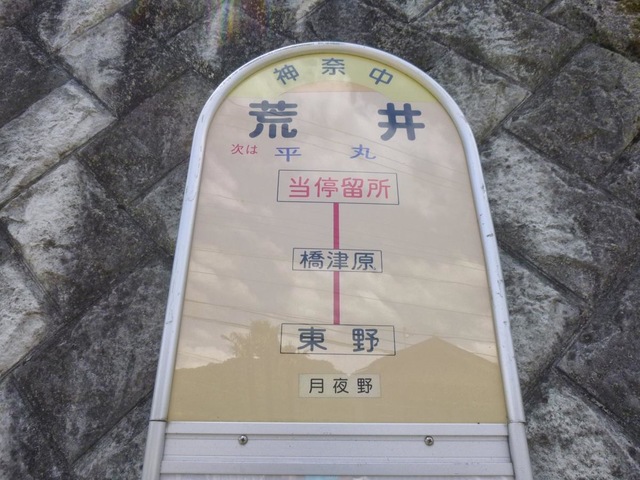 神奈中
荒井
次は 平丸
当停留所
橋津原
東野
月夜野